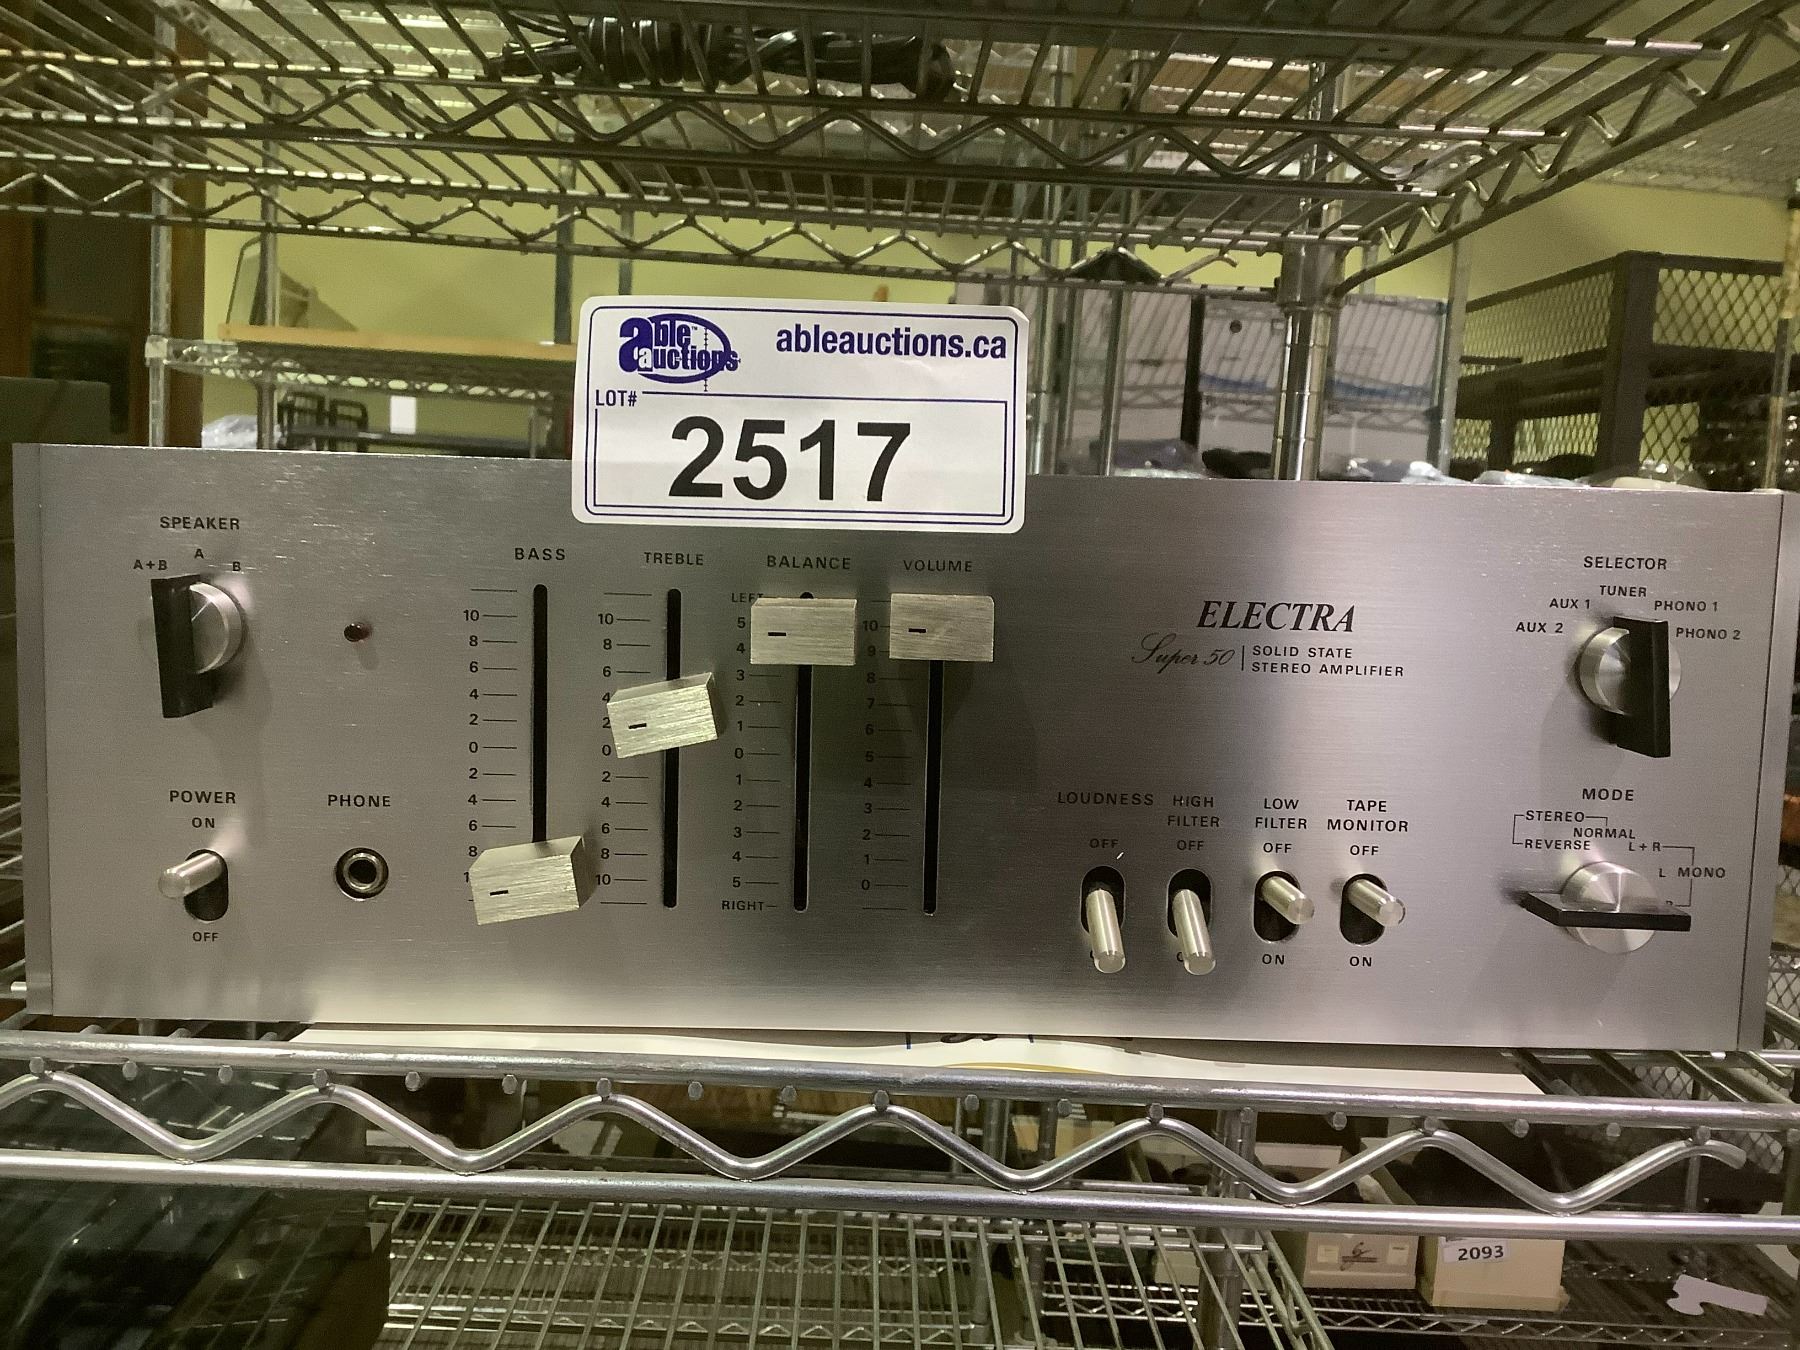 able™
auctions
ableauctions.ca
LOT#
2517
SPEAKER
A+B A B
POWER
ON
OFF
PHONE
BASS
10
8
6
4
2
0
2
4
6
8
TREBLE
10
8
6
4
2
0
2
4
6
8
10
BALANCE
LEFT
5
4
3
2
1
0
1
2
3
4
5
RIGHT
VOLUME
10
9
8
7
6
5
4
3
2
1
0
ELECTRA
Super 50
SOLID STATE
STEREO AMPLIFIER
LOUDNESS
OFF
HIGH
FILTER
OFF
LOW
FILTER
OFF
ON
TAPE
MONITOR
OFF
ON
SELECTOR
AUX 2 AUX 1 TUNER PHONO 1 PHONO 2
MODE
STEREO
NORMAL
REVERSE L+R
L MONO
2093